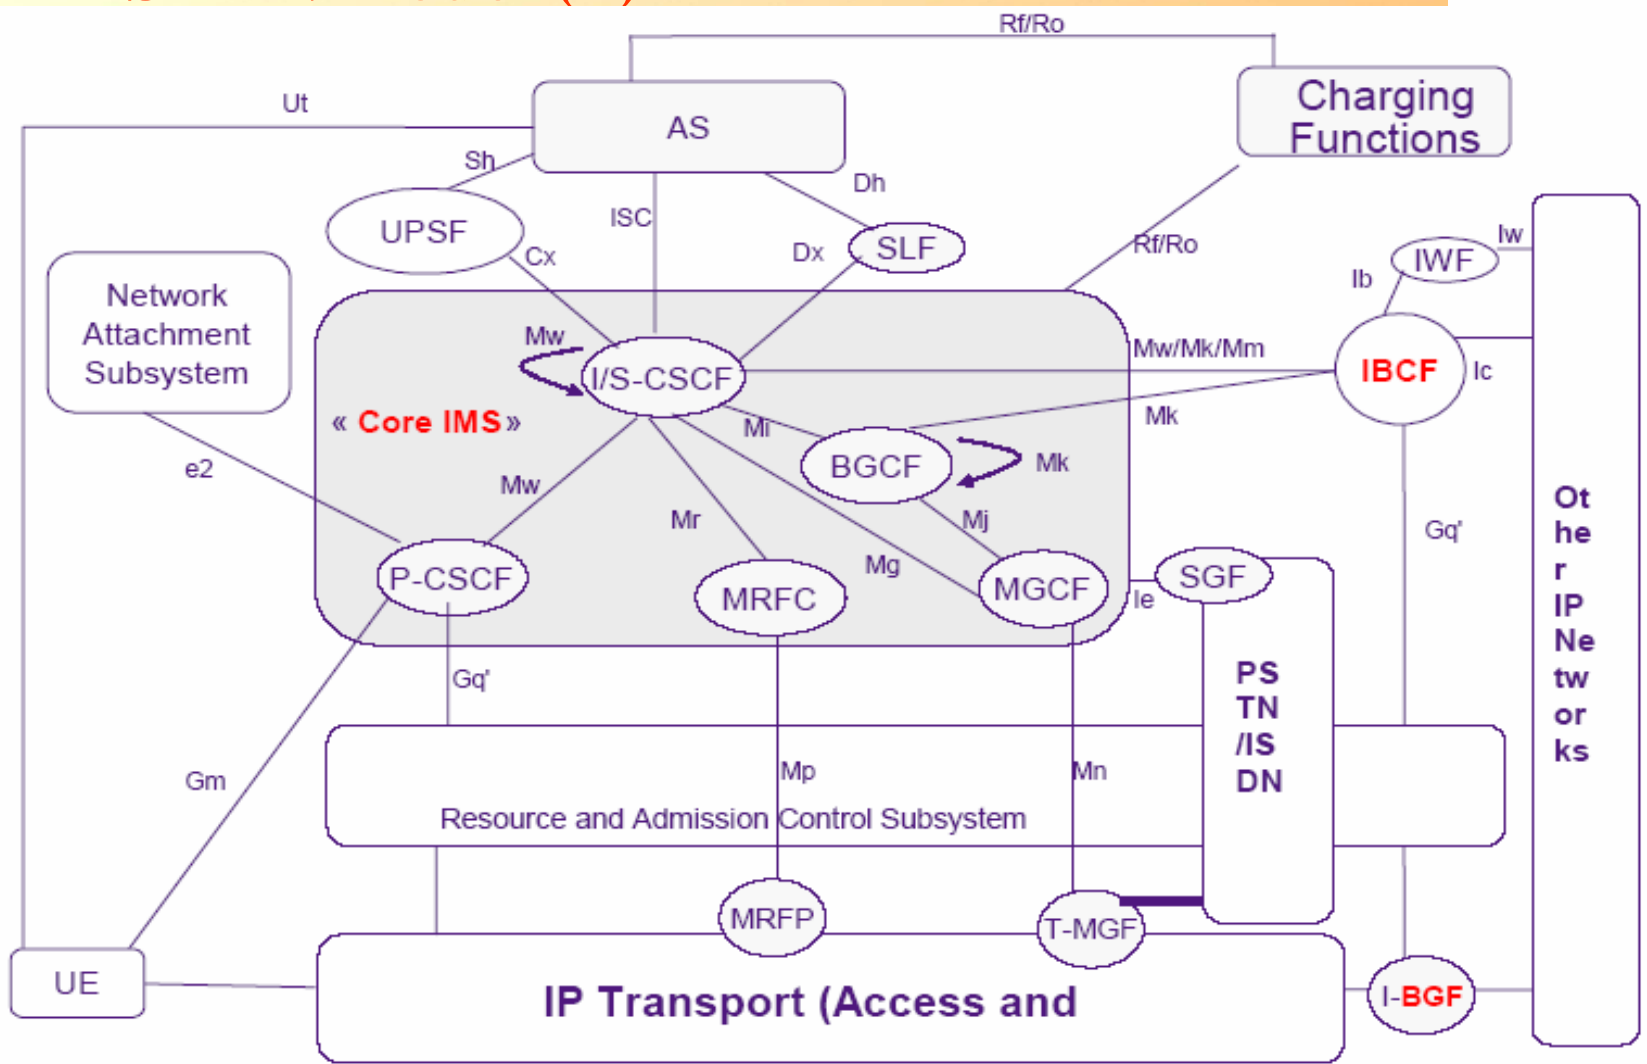 Rf/Ro
Ut
AS
Charging
Functions
Sh
Dh
UPSF
ISC
SLF
Cx
Dx
Rf/Ro
Iw
IWF
Ib
Network
Attachment
Subsystem
Mw
I/S-CSCF
Mw/Mk/Mm
IBCF
Ic
« Core IMS»
Mi
Mk
BGCF
Mk
e2
Mw
Mr
Mj
Mg
Gq'
P-CSCF
MRFC
MGCF
Ie
SGF
Ot
he
r
IP
Ne
tw
or
ks
Gq'
PS
TN
/IS
DN
Gm
Mp
Mn
Resource and Admission Control Subsystem
MRFP
T-MGF
UE
IP Transport (Access and
I-BGF